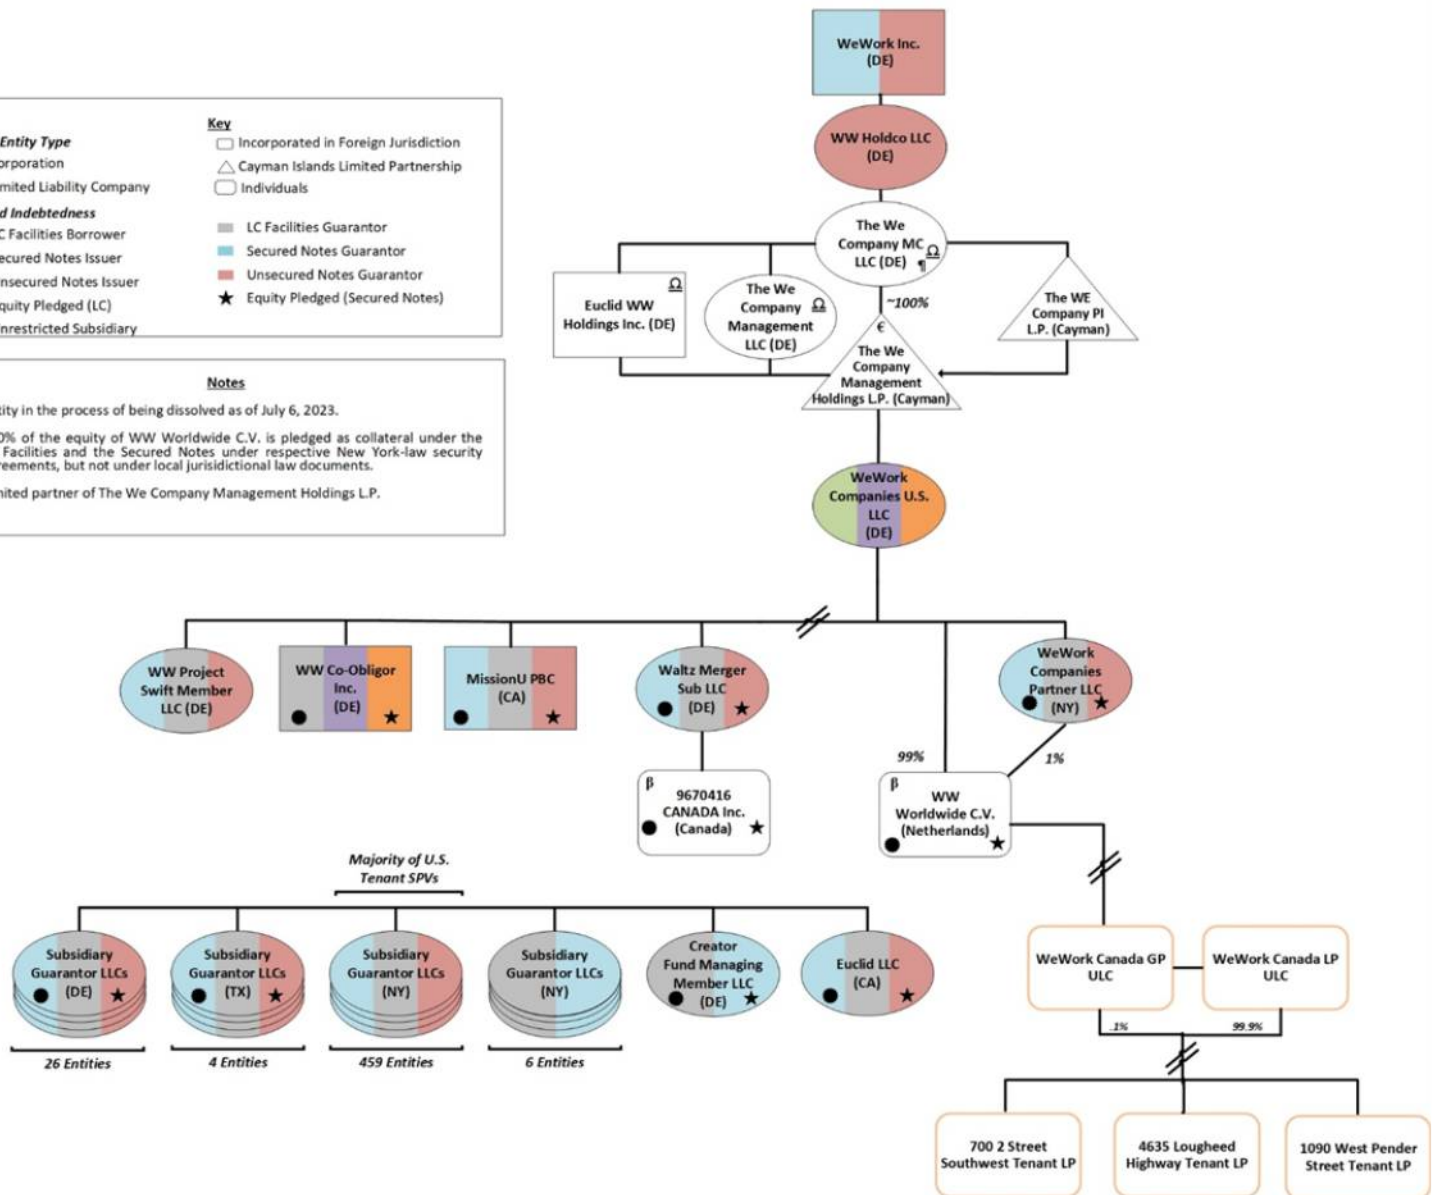 WeWork Inc.
(DE)
WW Holdco LLC
(DE)
Key
Entity Type
Incorporated in Foreign Jurisdiction
orporation
Cayman Islands Limited Partnership
mited Liability Company
Individuals
d Indebtedness
C Facilities Borrower
LC Facilities Guarantor
ecured Notes Issuer
Secured Notes Guarantor
nsecured Notes Issuer
Unsecured Notes Guarantor
quity Pledged (LC)
★ Equity Pledged (Secured Notes)
nrestricted Subsidiary
The We
Company MC
LLC (DE) ¶ Ω
Ω
Euclid WW
Holdings Inc. (DE)
The We
Company Ω
Management
LLC (DE)
~100%
€
The We
Company
Management
Holdings L.P. (Cayman)
The WE
Company PI
L.P. (Cayman)
Notes
tity in the process of being dissolved as of July 6, 2023.
0% of the equity of WW Worldwide C.V. is pledged as collateral under the
Facilities and the Secured Notes under respective New York-law security
reements, but not under local jurisidictional law documents.
mited partner of The We Company Management Holdings L.P.
WeWork
Companies U.S.
LLC
(DE)
WW Project
Swift Member
LLC (DE)
WW Co-Obligor
Inc.
(DE)
MissionU PBC
(CA)
Waltz Merger
Sub LLC
(DE)
WeWork
Companies
Partner LLC
(NY)
99%
1%
β
9670416
CANADA Inc.
(Canada)
β
WW
Worldwide C.V.
(Netherlands)
Majority of U.S.
Tenant SPVs
Subsidiary
Guarantor LLCs
(DE)
Subsidiary
Guarantor LLCs
(TX)
Subsidiary
Guarantor LLCs
(NY)
Subsidiary
Guarantor LLCs
(NY)
Creator
Fund Managing
Member LLC
(DE)
Euclid LLC
(CA)
26 Entities
4 Entities
459 Entities
6 Entities
WeWork Canada GP
ULC
WeWork Canada LP
ULC
.1%
99.9%
700 2 Street
Southwest Tenant LP
4635 Lougheed
Highway Tenant LP
1090 West Pender
Street Tenant LP